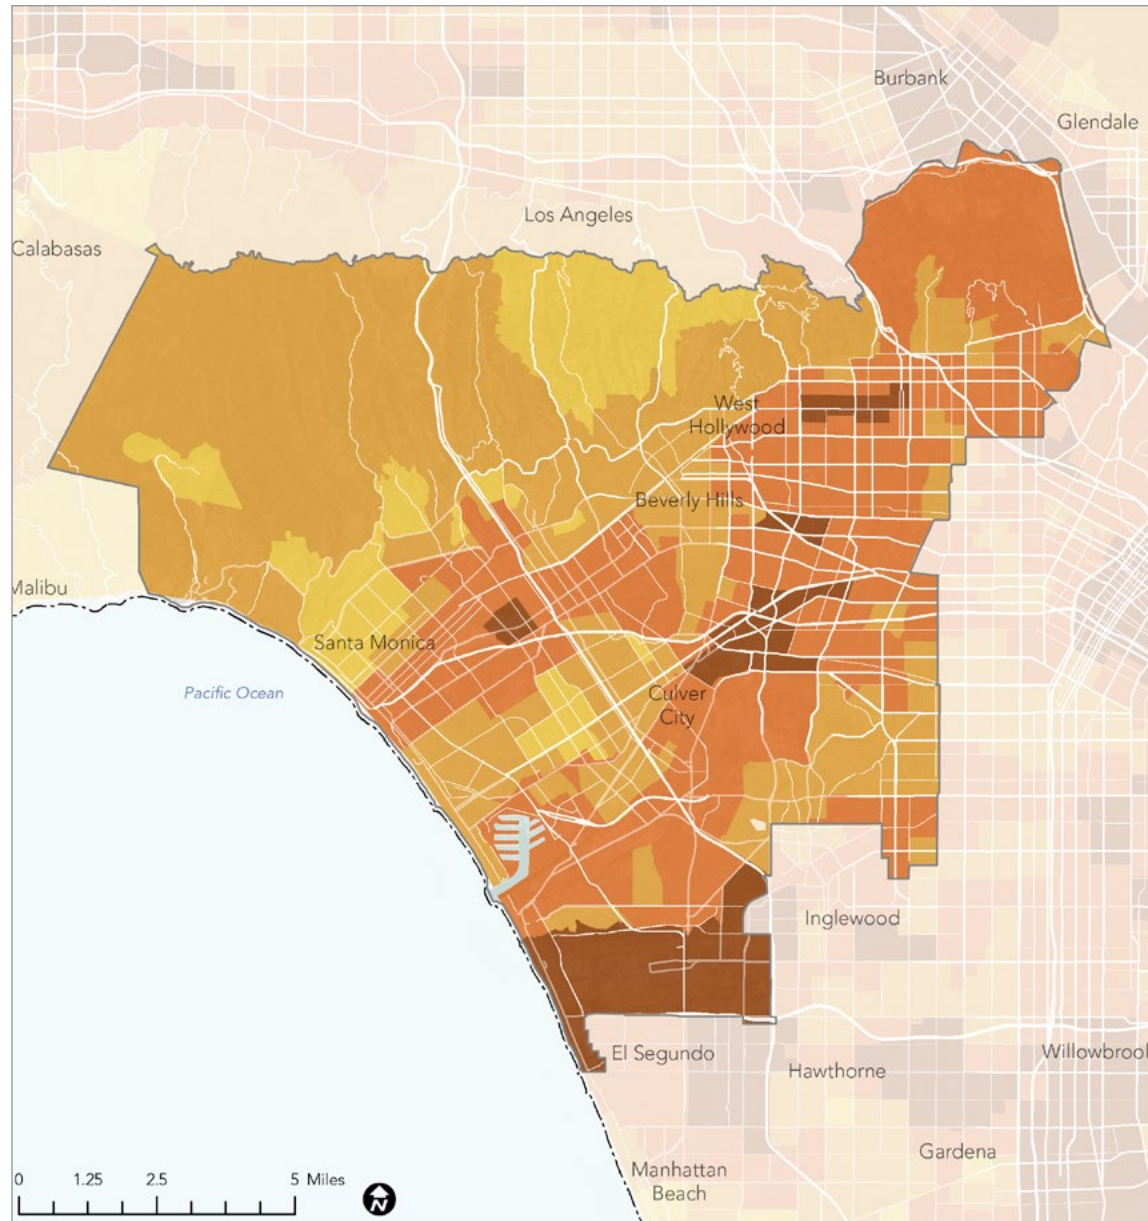 Burbank
Glendale
Los Angeles
Calabasas
West
Hollywood
Beverly Hills
Malibu
Santa Monica
Pacific Ocean
Culver
City
Inglewood
El Segundo
Willowbrook
Hawthorne
Gardena
Manhattan
Beach
0 1.25 2.5 5 Miles
N